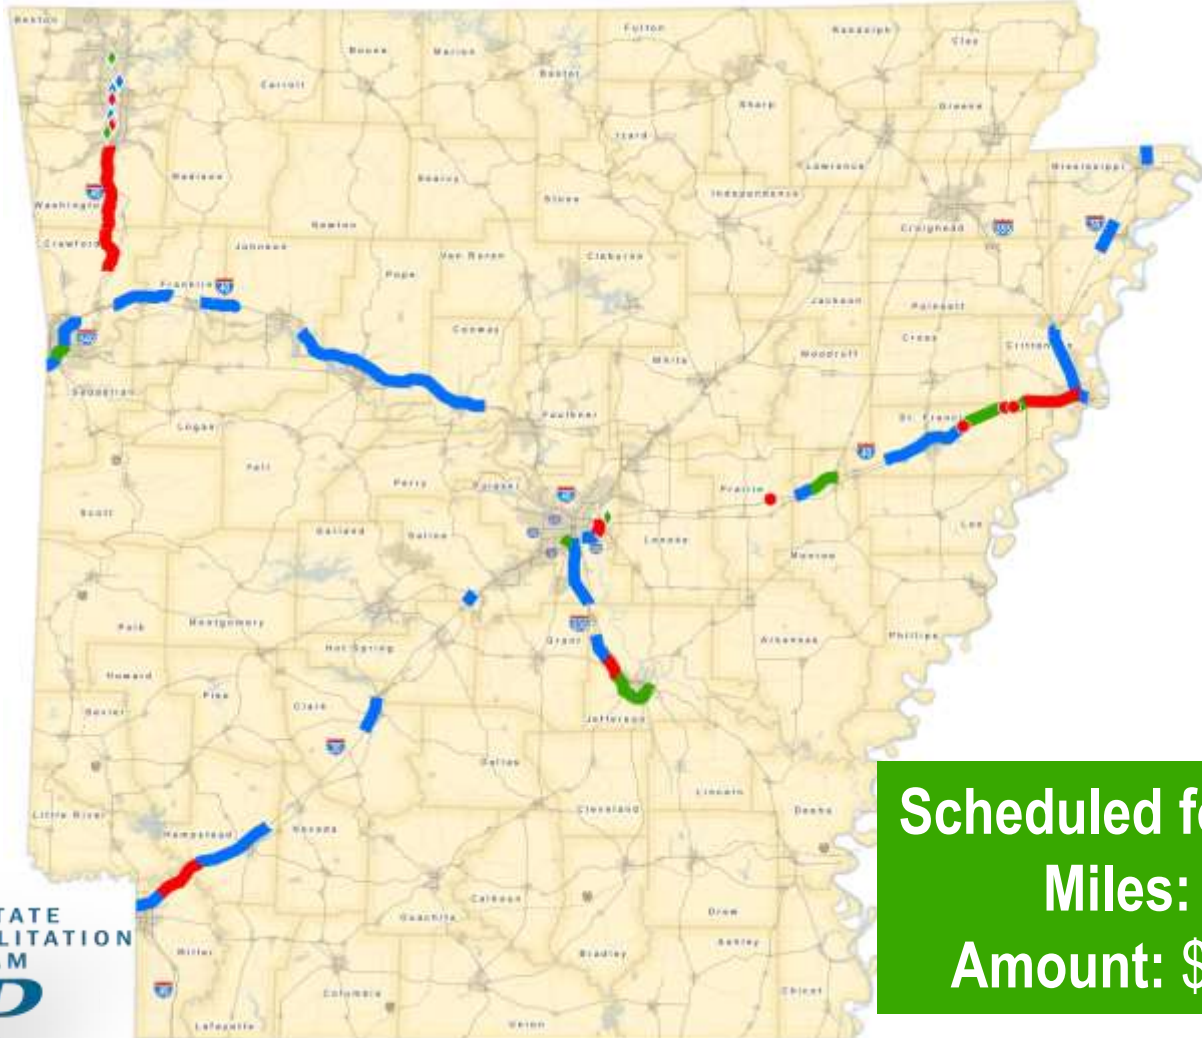 Benton
Boone
Marion
Fulton
Randolph
Clay
Carroll
Baxter
Sharp
Greene
Izard
Lawrence
Mississippi
Madison
Searcy
Stone
Independence
Washington
Newton
Craighead
Crawford
Johnson
Van Buren
Cleburne
Franklin
Pope
Jackson
Poinsett
Conway
White
Woodruff
Cross
Crittenden
Sebastian
Logan
Faulkner
St. Franci
Yell
Perry
Pulaski
Prairie
Scott
Garland
Saline
Lonoke
Monroe
Lee
Polk
Montgomery
Hot Spring
Grant
Arkansas
Phillips
Howard
Pike
Clark
Sevier
Jefferson
Dallas
Lincoln
Little River
Hempstead
Nevada
Cleveland
Desha
Calhoun
Ouachita
Drew
Ashley
Miller
Bradley
Columbia
Chicot
Lafayette
Union
Scheduled fo
Miles:
Amount: $
TATE
LITATION
M